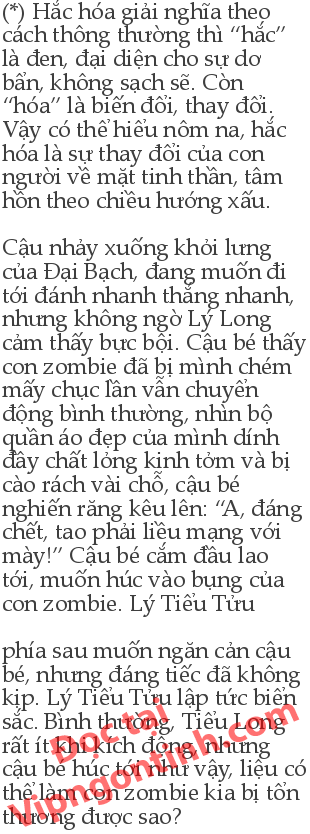 (*) Hắc hóa giải nghĩa theo
cách thông thường thì “hắc”
là đen, đại diện cho sự dơ
bẩn, không sạch sẽ. Còn
“hóa” là biến đổi, thay đổi.
Vậy có thể hiểu nôm na, hắc
hóa là sự thay đổi của con
người về mặt tinh thần, tâm
hồn theo chiều hướng xấu.
Cậu nhảy xuống khỏi lưng
của Đại Bạch, đang muốn đi
tới đánh nhanh thắng nhanh,
nhưng không ngờ Lý Long
cảm thấy bực bội. Cậu bé thấy
con zombie đã bị mình chém
mấy chục lần vẫn chuyển
động bình thường, nhìn bộ
quần áo đẹp của mình dính
đầy chất lỏng kinh tởm và bị
cào rách vài chỗ, cậu bé
nghiến răng kêu lên: “A, đáng
chết, tao phải liều mạng với
mày!” Cậu bé cắm đầu lao
tới, muốn húc vào bụng của
con zombie. Lý Tiểu Tửu
phía sau muốn ngăn cản cậu
bé, nhưng đáng tiếc đã không
kịp. Lý Tiểu Tửu lập tức biến
sắc. Bình thường, Tiểu Long
rất ít khi kích động, nhưng
cậu bé húc tới như vậy, liệu có
thể làm con zombie kia bị tổn
thương được sao?
Đọc tại
Vipngontinh.com